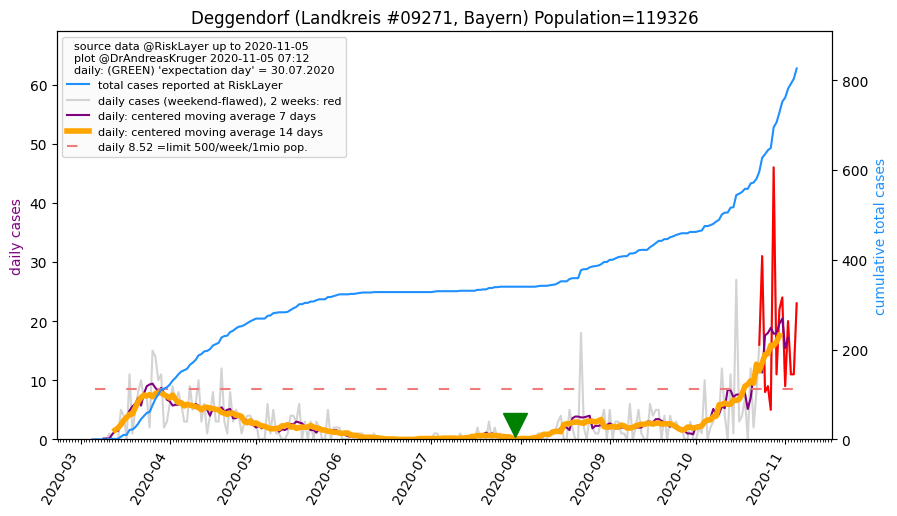 Deggendorf (Landkreis #09271, Bayern) Population=119326
source data @RiskLayer up to 2020-11-05
plot @DrAndreasKruger 2020-11-05 07:12
daily: (GREEN) 'expectation day' = 30.07.2020
total cases reported at RiskLayer
daily cases (weekend-flawed), 2 weeks: red
daily: centered moving average 7 days
daily: centered moving average 14 days
daily 8.52 =limit 500/week/1mio pop.
daily cases
60
50
40
30
20
10
0
cumulative total cases
800
600
400
200
0
2020-03
2020-04
2020-05
2020-06
2020-07
2020-08
2020-09
2020-10
2020-11